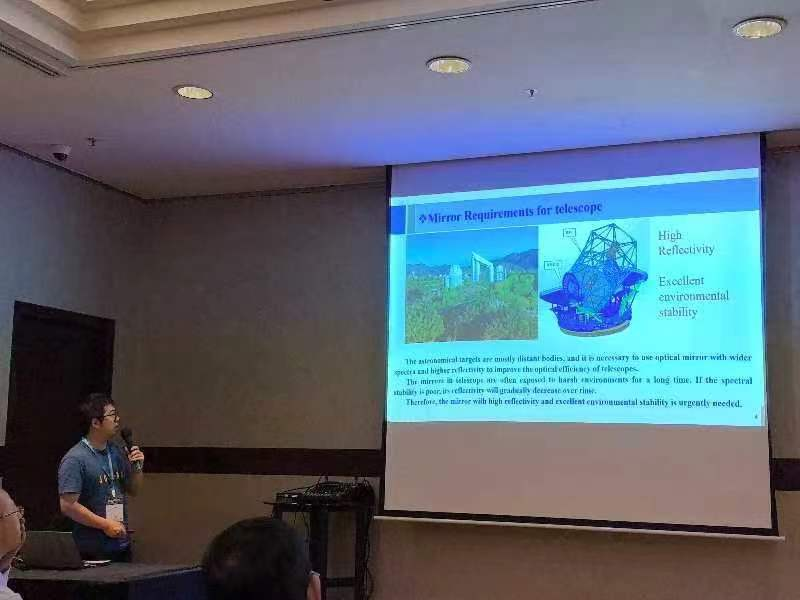 ❖Mirror Requirements for telescope
High
Reflectivity
Excellent
environmental
stability
The astronomical targets are mostly distant bodies, and it is necessary to use optical mirror with wider
spectra and higher reflectivity to improve the optical efficiency of telescopes.
The mirrors in telescope are often exposed to harsh environments for a long time. If the spectral
stability is poor, its reflectivity will gradually decrease over time.
Therefore, the mirror with high reflectivity and excellent environmental stability is urgently needed.